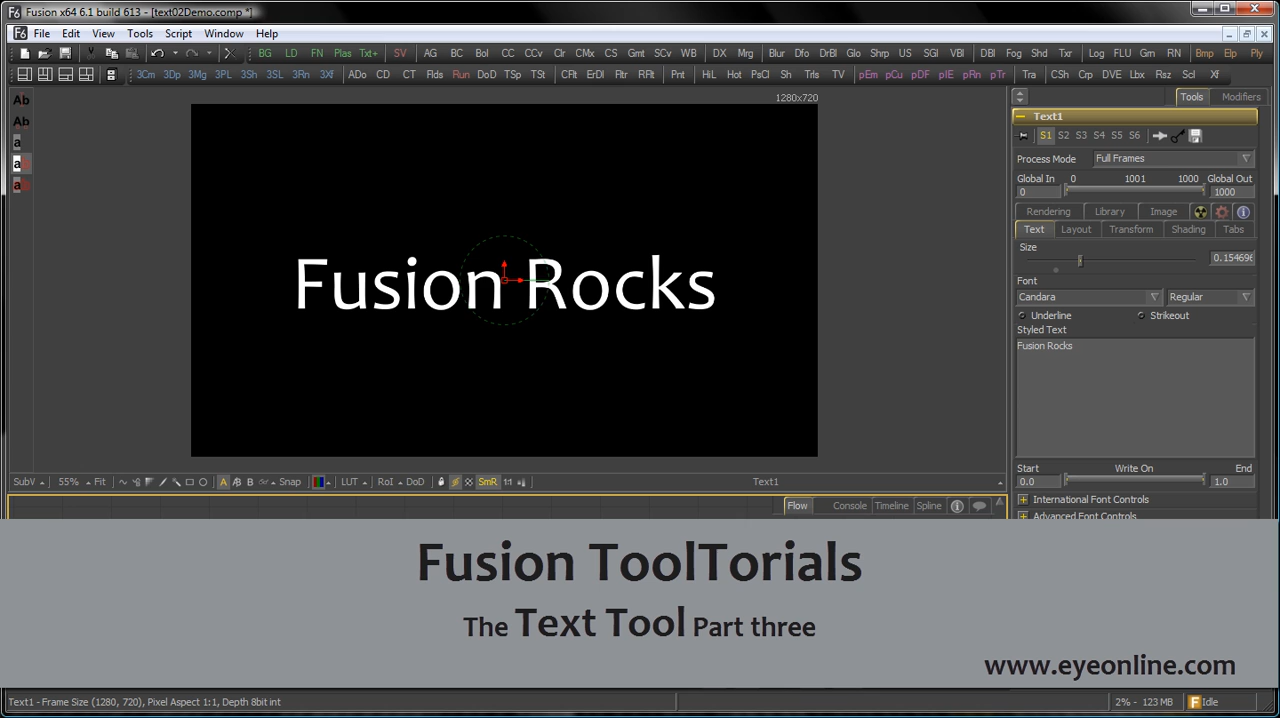 Fusion x64 6.1 build 613 - [text02Demo.comp *]
File Edit View Tools Script Window Help
BG LD FN Plas Txt+ SV AG BC Bol CC CCv Clr CMx CS Gmt SCv WB DX Mrg Blur Dfo DrBl Glo Shrp US SGl VBl DBl Fog Shd Txr Log FLU Grn RN Bmp Elp Ply
3Cm 3Dp 3Mg 3PL 3Sh 3SL 3Rn 3Xf ADo CD CT Flds Run DoD TSp TSt CFlt ErDl Fltr RFlt Pnt HiL Hot PsCl Sh Trls TV pEm pCu pDF pIE pRn pTr Tra CSh Crp DVE Lbx Rsz Scl Xf
1280x720
Tools Modifiers
Text1
S1 S2 S3 S4 S5 S6
Process Mode Full Frames
Global In 0 1001 1000 Global Out
0 1000
Rendering Library Image
Text Layout Transform Shading Tabs
Size
0.154696
Font
Candara Regular
Underline Strikeout
Styled Text
Fusion Rocks
Start Write On End
0.0 1.0
International Font Controls
Advanced Font Controls
Ab
Ab
a
a
a
Fusion Rocks
SubV 55% Fit A B Snap LUT RoI DoD SmR 1:1 Text1
Flow Console Timeline Spline
Fusion ToolTorials
The Text Tool Part three
www.eyeonline.com
Text1 - Frame Size (1280, 720), Pixel Aspect 1:1, Depth 8bit int
2% - 123 MB Idle